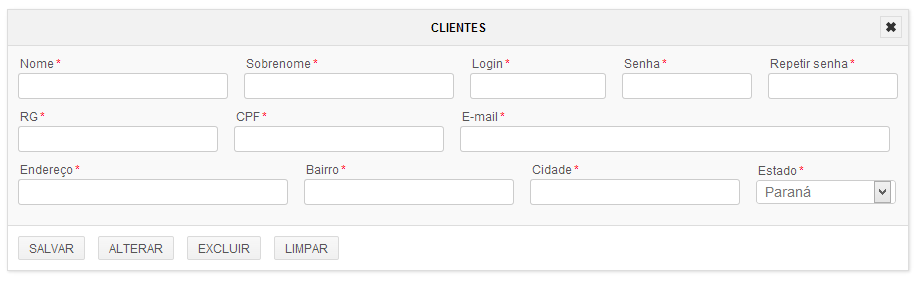 CLIENTES ✖
Nome * Sobrenome * Login * Senha * Repetir senha *
RG * CPF * E-mail *
Endereço * Bairro * Cidade * Estado *
Paraná
SALVAR ALTERAR EXCLUIR LIMPAR